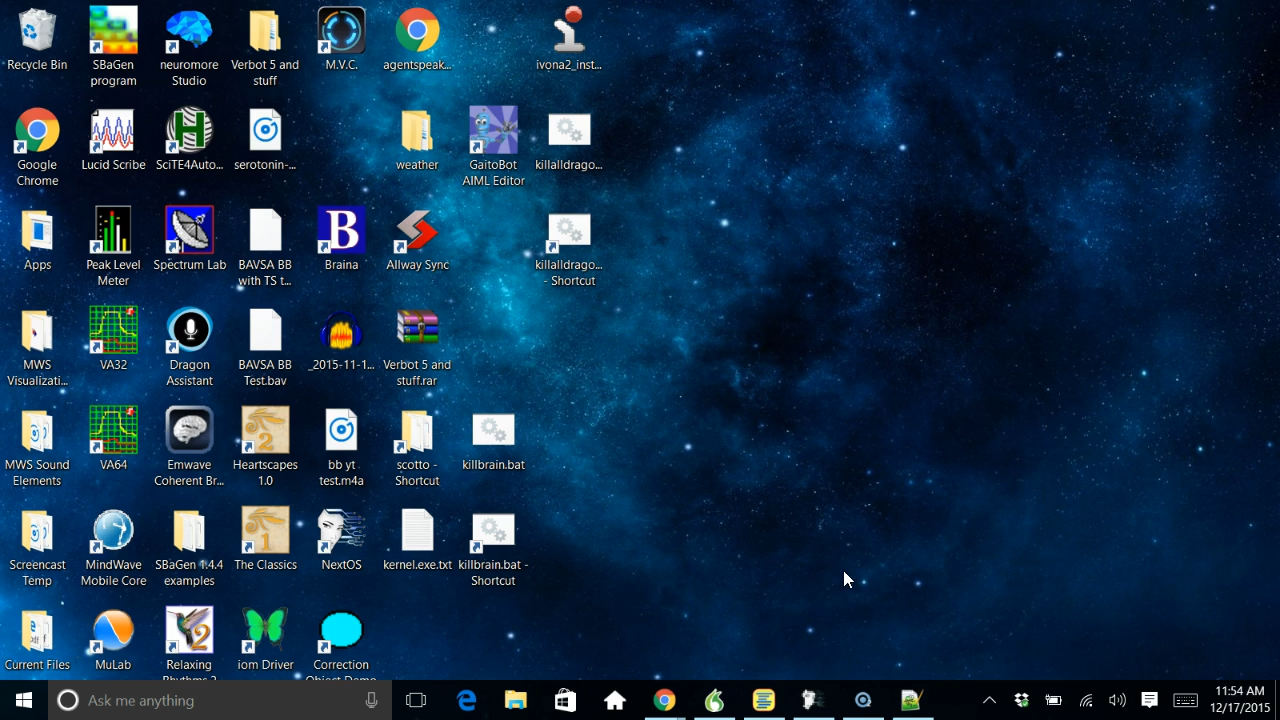 Recycle Bin
SBaGen
program
neuromore
Studio
Verbot 5 and
stuff
M.V.C.
agentspeak...
ivona2_inst...
Google
Chrome
Lucid Scribe
SciTE4Auto...
serotonin-...
weather
GaitoBot
AIML Editor
killalldrago...
Apps
Peak Level
Meter
Spectrum Lab
BAVSA BB
with TS t...
Braina
Allway Sync
killalldrago...
- Shortcut
MWS
Visualizati...
VA32
Dragon
Assistant
BAVSA BB
Test.bav
_2015-11-1...
Verbot 5 and
stuff.rar
MWS Sound
Elements
VA64
Emwave
Coherent Br...
Heartscapes
1.0
bb yt
test.m4a
scotto -
Shortcut
killbrain.bat
Screencast
Temp
MindWave
Mobile Core
SBaGen 1.4.4
examples
The Classics
NextOS
kernel.exe.txt
killbrain.bat -
Shortcut
Current Files
MuLab
Relaxing
Rhythms 2
iom Driver
Correction
Object Demo
Ask me anything
11:54 AM
12/17/2015